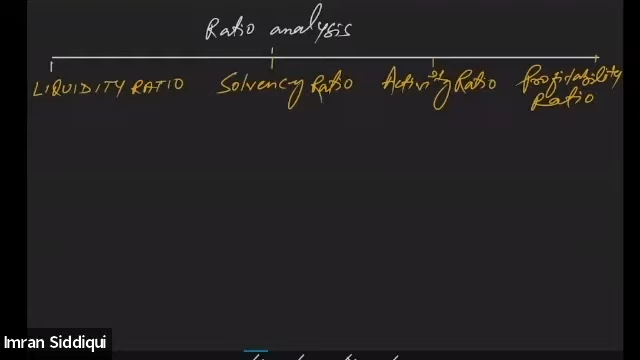 Ratio analysis
LIQUIDITY RATIO Solvency Ratio Activity Ratio Profitability Ratio
Imran Siddiqui